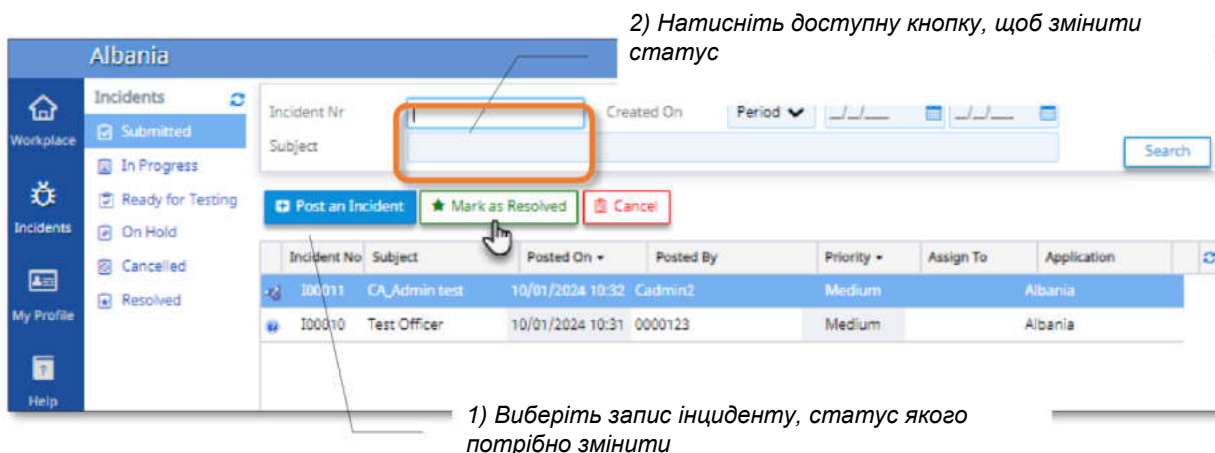 2) Натисніть доступну кнопку, щоб змінити
статус
Albania
Workplace
Incidents
My Profile
Help
Incidents
Submitted
In Progress
Ready for Testing
On Hold
Cancelled
Resolved
Incident Nr Created On Period _/_/__ _/_/__
Subject
Search
Post an Incident Mark as Resolved Cancel
Incident No Subject Posted On Posted By Priority Assign To Application
I00011 CA_Admin test 10/01/2024 10:32 Cadmin2 Medium Albania
I00010 Test Officer 10/01/2024 10:31 0000123 Medium Albania
1) Виберіть запис інциденту, статус якого
потрібно змінити